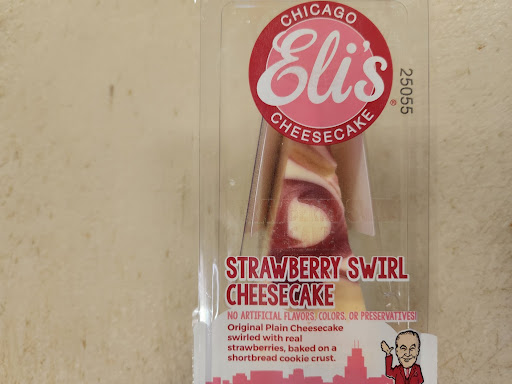 CHICAGO
Eli's
CHEESECAKE
®
25055
STRAWBERRY SWIRL
CHEESECAKE
NO ARTIFICIAL FLAVORS, COLORS, OR PRESERVATIVES!
Original Plain Cheesecake
swirled with real
strawberries, baked on a
shortbread cookie crust.